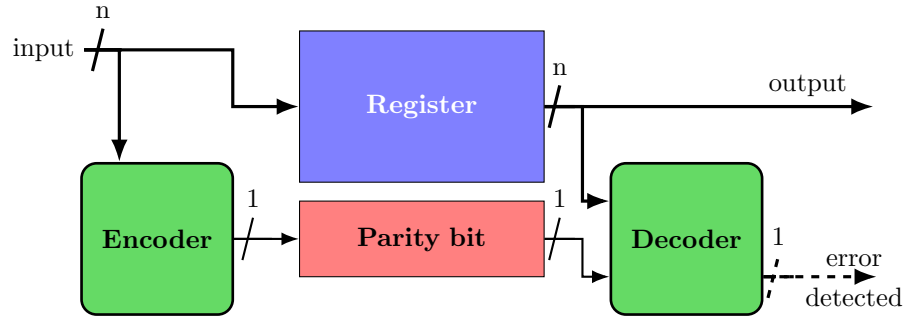 n
input
n
output
Register
1
1
Encoder
Parity bit
Decoder
1
error
detected